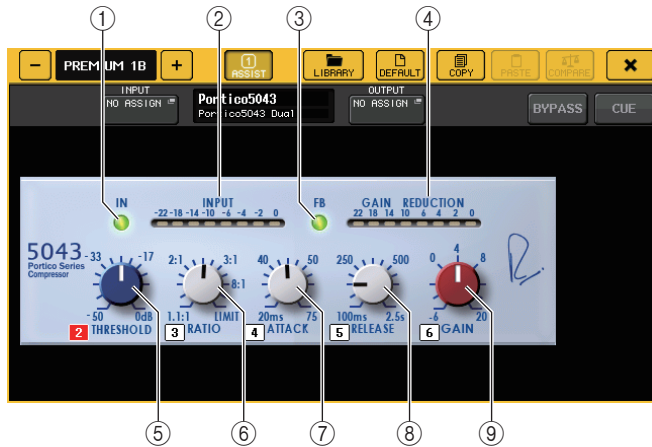 ① ② ③ ④
− PREMIUM 1B + 1 ASSIST LIBRARY DEFAULT COPY PASTE COMPARE ×
INPUT
NO ASSIGN
Portico5043
Portico5043 Dual
OUTPUT
NO ASSIGN
BYPASS
CUE
IN
INPUT
-22 -18 -14 -10 -6 -4 -2 0
FB
GAIN REDUCTION
22 18 14 10 6 4 2 0
5043
Portico Series
Compressor
-33 -17
-50 0dB
2 THRESHOLD
2:1 3:1
8:1
1.1:1 LIMIT
3 RATIO
40 50
20ms 75
4 ATTACK
250 500
100ms 2.5s
5 RELEASE
0 4 8
-6 20
6 GAIN
⑤ ⑥ ⑦ ⑧ ⑨